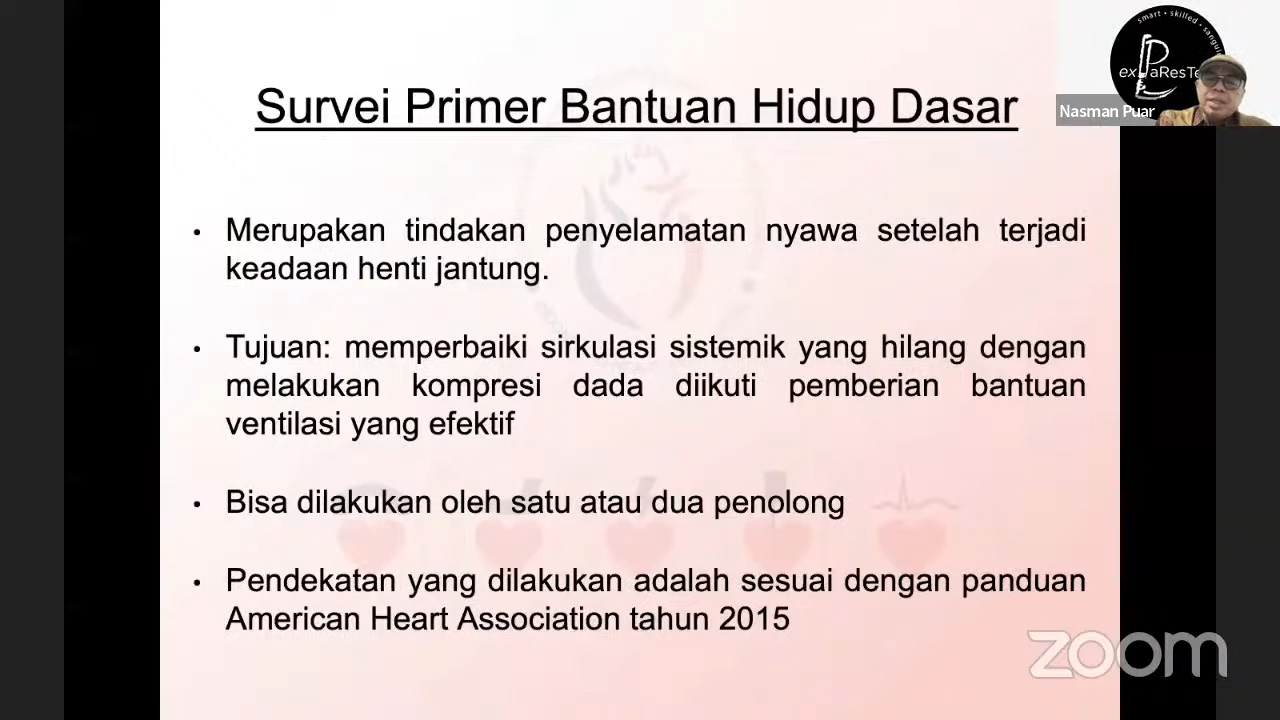 Survei Primer Bantuan Hidup Dasar
• Merupakan tindakan penyelamatan nyawa setelah terjadi
keadaan henti jantung.
• Tujuan: memperbaiki sirkulasi sistemik yang hilang dengan
melakukan kompresi dada diikuti pemberian bantuan
ventilasi yang efektif
• Bisa dilakukan oleh satu atau dua penolong
• Pendekatan yang dilakukan adalah sesuai dengan panduan
American Heart Association tahun 2015
smart • skilled •
Nasman Puar
zoom